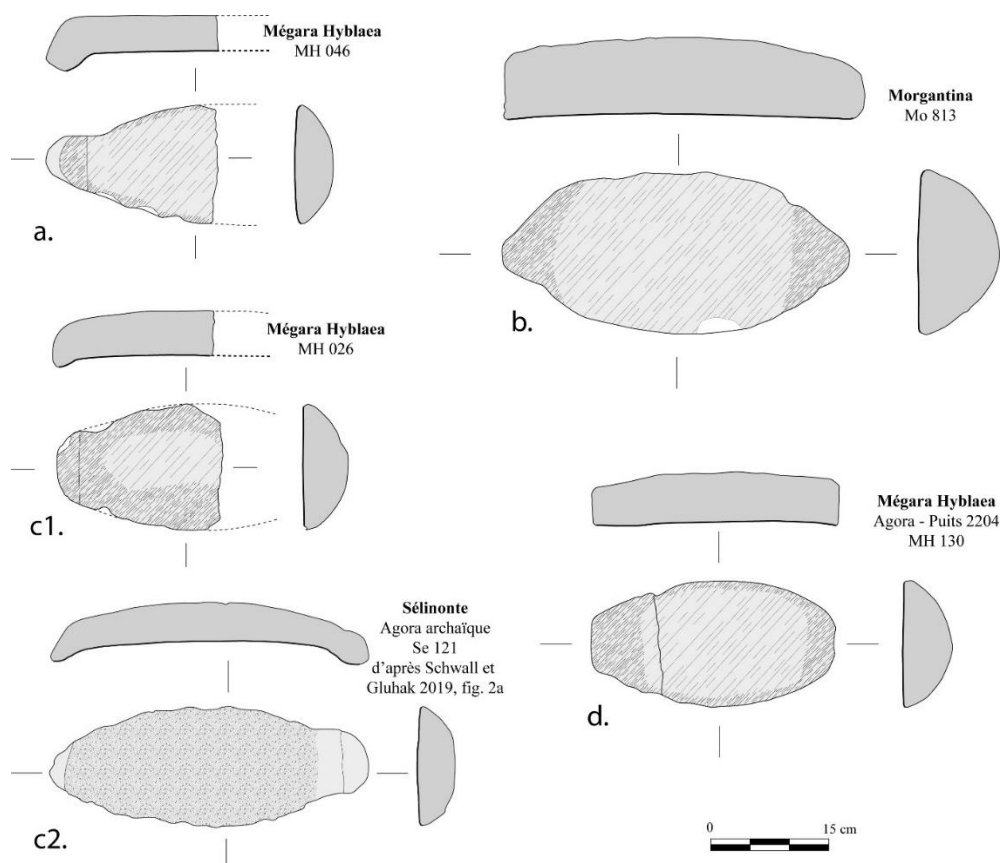 Mégara Hyblaea
MH 046
a.
Morgantina
Mo 813
b.
Mégara Hyblaea
MH 026
c1.
Sélinonte
Agora archaïque
Se 121
d'après Schwall et
Gluhak 2019, fig. 2a
c2.
Mégara Hyblaea
Agora - Puits 2204
MH 130
d.
0 15 cm